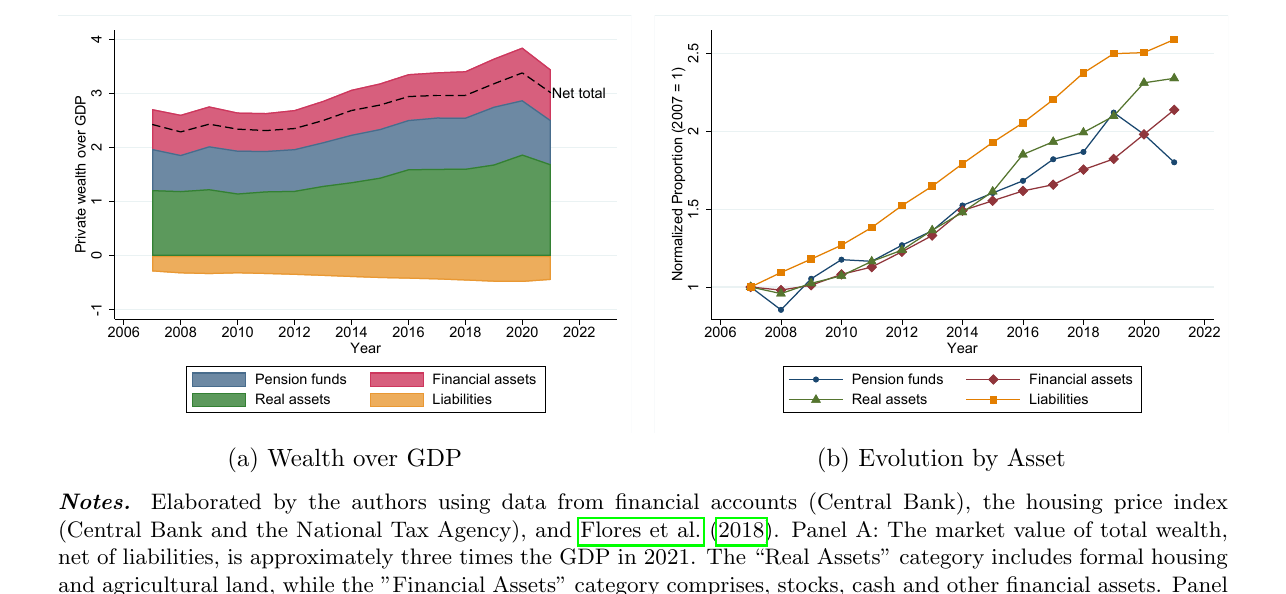 Private wealth over GDP
4
3
2
1
0
-1
Net total
2006 2008 2010 2012 2014 2016 2018 2020 2022
Year
Pension funds Financial assets
Real assets Liabilities
(a) Wealth over GDP
Normalized Proportion (2007 = 1)
2.5
2
1.5
1
2006 2008 2010 2012 2014 2016 2018 2020 2022
Year
Pension funds Financial assets
Real assets Liabilities
(b) Evolution by Asset
Notes. Elaborated by the authors using data from financial accounts (Central Bank), the housing price index
(Central Bank and the National Tax Agency), and Flores et al. (2018). Panel A: The market value of total wealth,
net of liabilities, is approximately three times the GDP in 2021. The “Real Assets” category includes formal housing
and agricultural land, while the ”Financial Assets” category comprises, stocks, cash and other financial assets. Panel